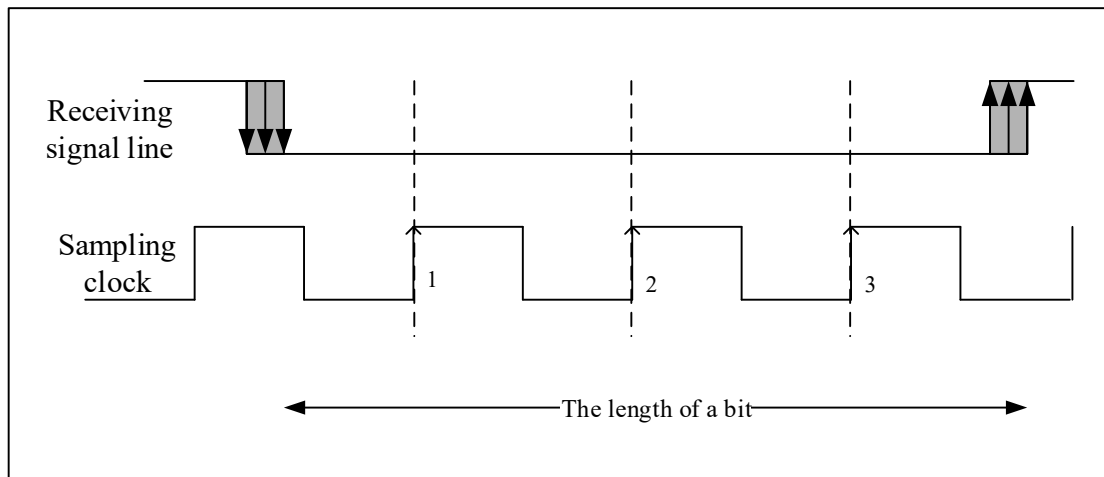 Receiving
signal line
Sampling
clock
1
2
3
The length of a bit